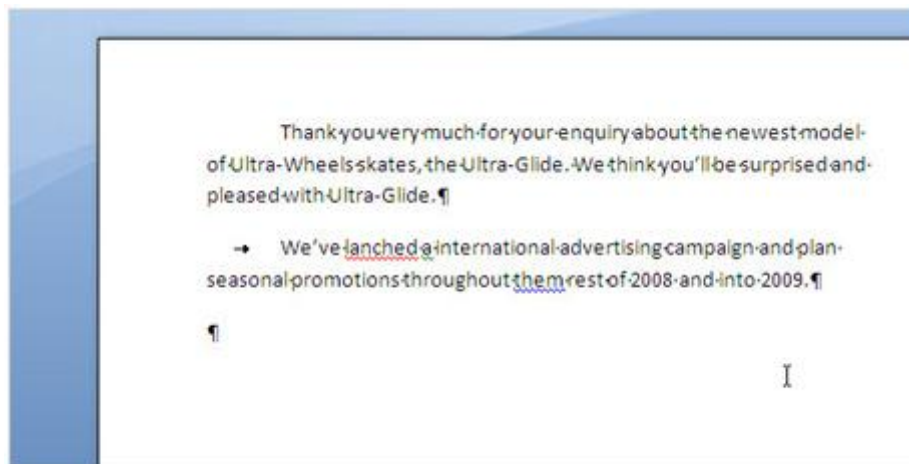 Thank you very much for your enquiry about the newest model
of Ultra-Wheels skates, the Ultra-Glide. We think you'll be surprised and
pleased with Ultra-Glide.¶
→ We've lanched a international advertising campaign and plan
seasonal promotions throughout them rest of 2008 and into 2009.¶
¶